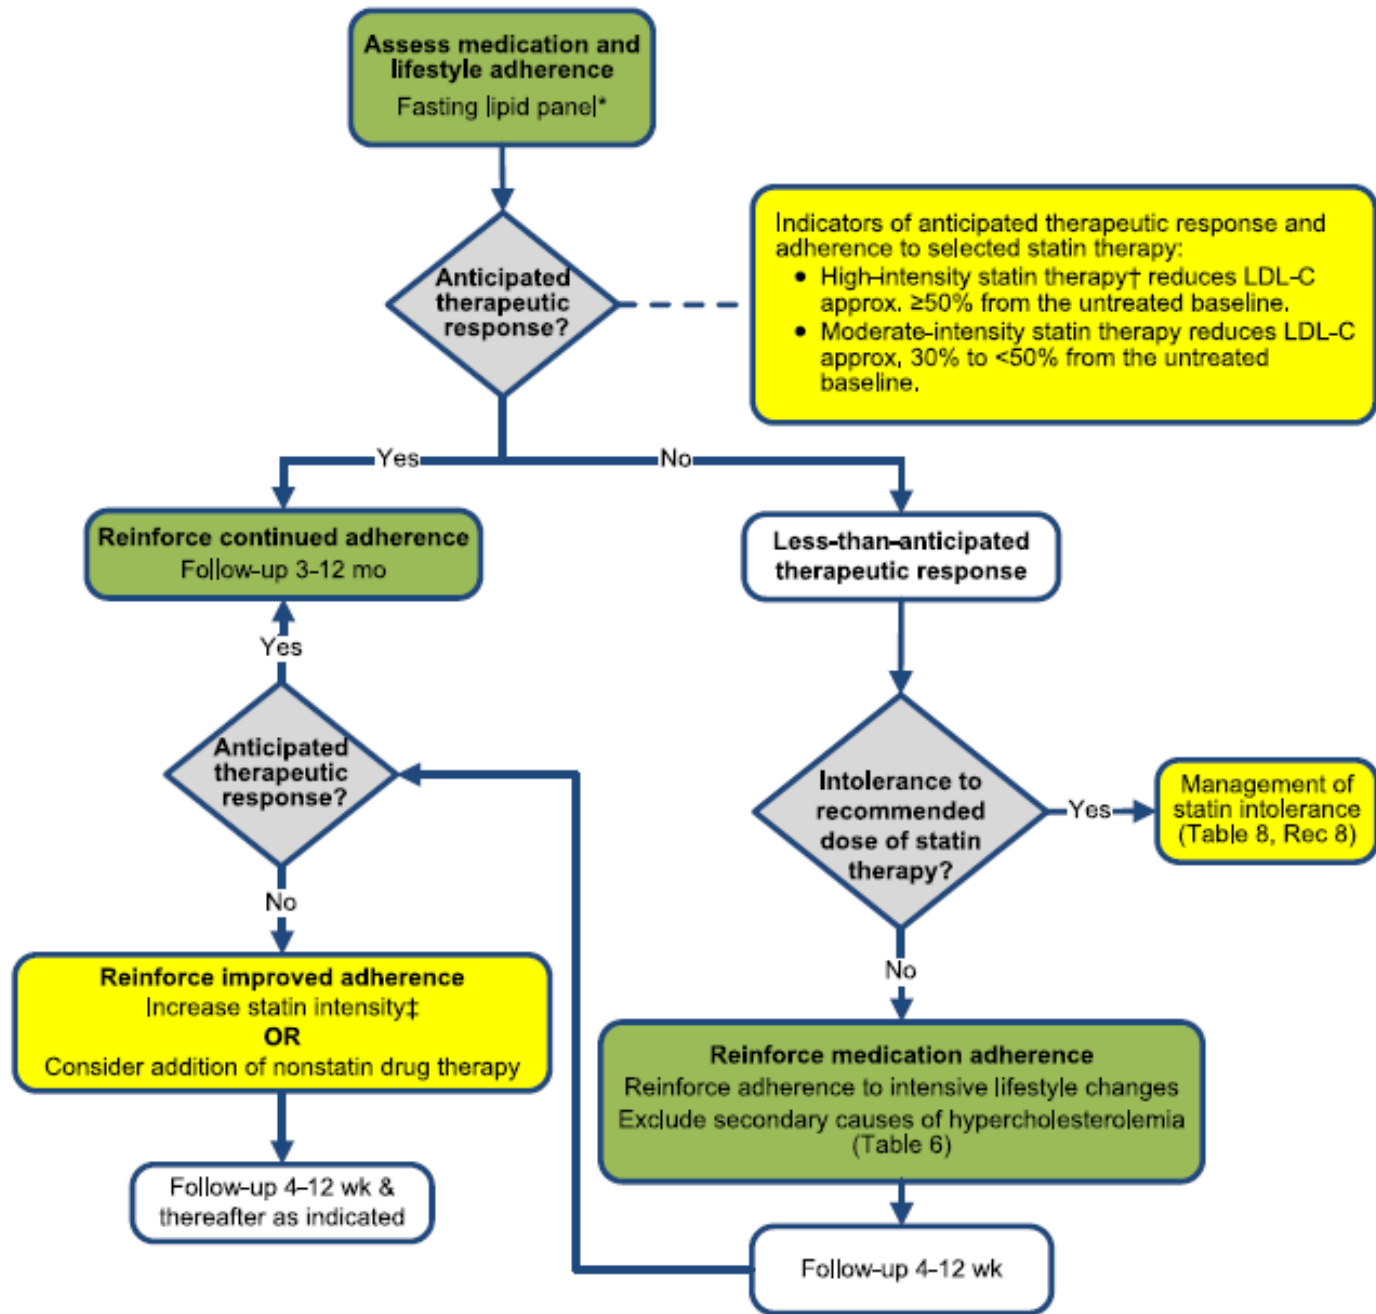 Assess medication and
lifestyle adherence
Fasting lipid panel*
Anticipated
therapeutic
response?
Indicators of anticipated therapeutic response and
adherence to selected statin therapy:
• High-intensity statin therapy† reduces LDL-C
approx. ≥50% from the untreated baseline.
• Moderate-intensity statin therapy reduces LDL-C
approx. 30% to <50% from the untreated
baseline.
Yes
No
Reinforce continued adherence
Follow-up 3-12 mo
Less-than-anticipated
therapeutic response
Yes
Anticipated
therapeutic
response?
Intolerance to
recommended
dose of statin
therapy?
Yes
Management of
statin intolerance
(Table 8, Rec 8)
No
No
Reinforce improved adherence
Increase statin intensity‡
OR
Consider addition of nonstatin drug therapy
Reinforce medication adherence
Reinforce adherence to intensive lifestyle changes
Exclude secondary causes of hypercholesterolemia
(Table 6)
Follow-up 4-12 wk &
thereafter as indicated
Follow-up 4-12 wk